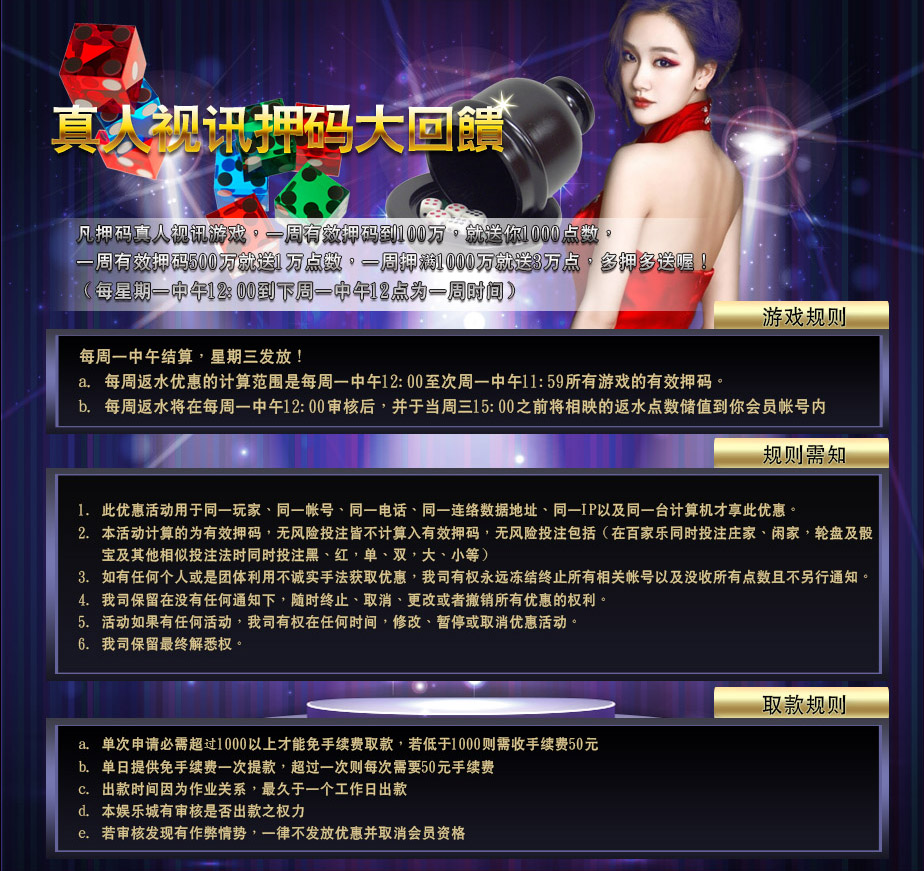 真人视讯押码大回饋
凡押码真人视讯游戏，一周有效押码到100万，就送你1000点数，
一周有效押码500万就送1万点数，一周押满1000万就送3万点，多押多送喔！
（每星期一中午12:00到下周一中午12点为一周时间）
游戏规则
每周一中午结算，星期三发放！
a. 每周返水优惠的计算范围是每周一中午12:00至次周一中午11:59所有游戏的有效押码。
b. 每周返水将在每周一中午12:00审核后，并于当周三15:00之前将相映的返水点数储值到你会员帐号内
规则需知
1. 此优惠活动用于同一玩家、同一帐号、同一电话、同一连络数据地址、同一IP以及同一台计算机才享此优惠。
2. 本活动计算的为有效押码，无风险投注皆不计算入有效押码，无风险投注包括（在百家乐同时投注庄家、闲家，轮盘及骰
宝及其他相似投注法时同时投注黑、红，单、双，大、小等）
3. 如有任何个人或是团体利用不诚实手法获取优惠，我司有权永远冻结终止所有相关帐号以及没收所有点数且不另行通知。
4. 我司保留在没有任何通知下，随时终止、取消、更改或者撤销所有优惠的权利。
5. 活动如果有任何活动，我司有权在任何时间，修改、暂停或取消优惠活动。
6. 我司保留最终解悉权。
取款规则
a. 单次申请必需超过1000以上才能免手续费取款，若低于1000则需收手续费50元
b. 单日提供免手续费一次提款，超过一次则每次需要50元手续费
c. 出款时间因为作业关系，最久于一个工作日出款
d. 本娱乐城有审核是否出款之权力
e. 若审核发现有作弊情势，一律不发放优惠并取消会员资格